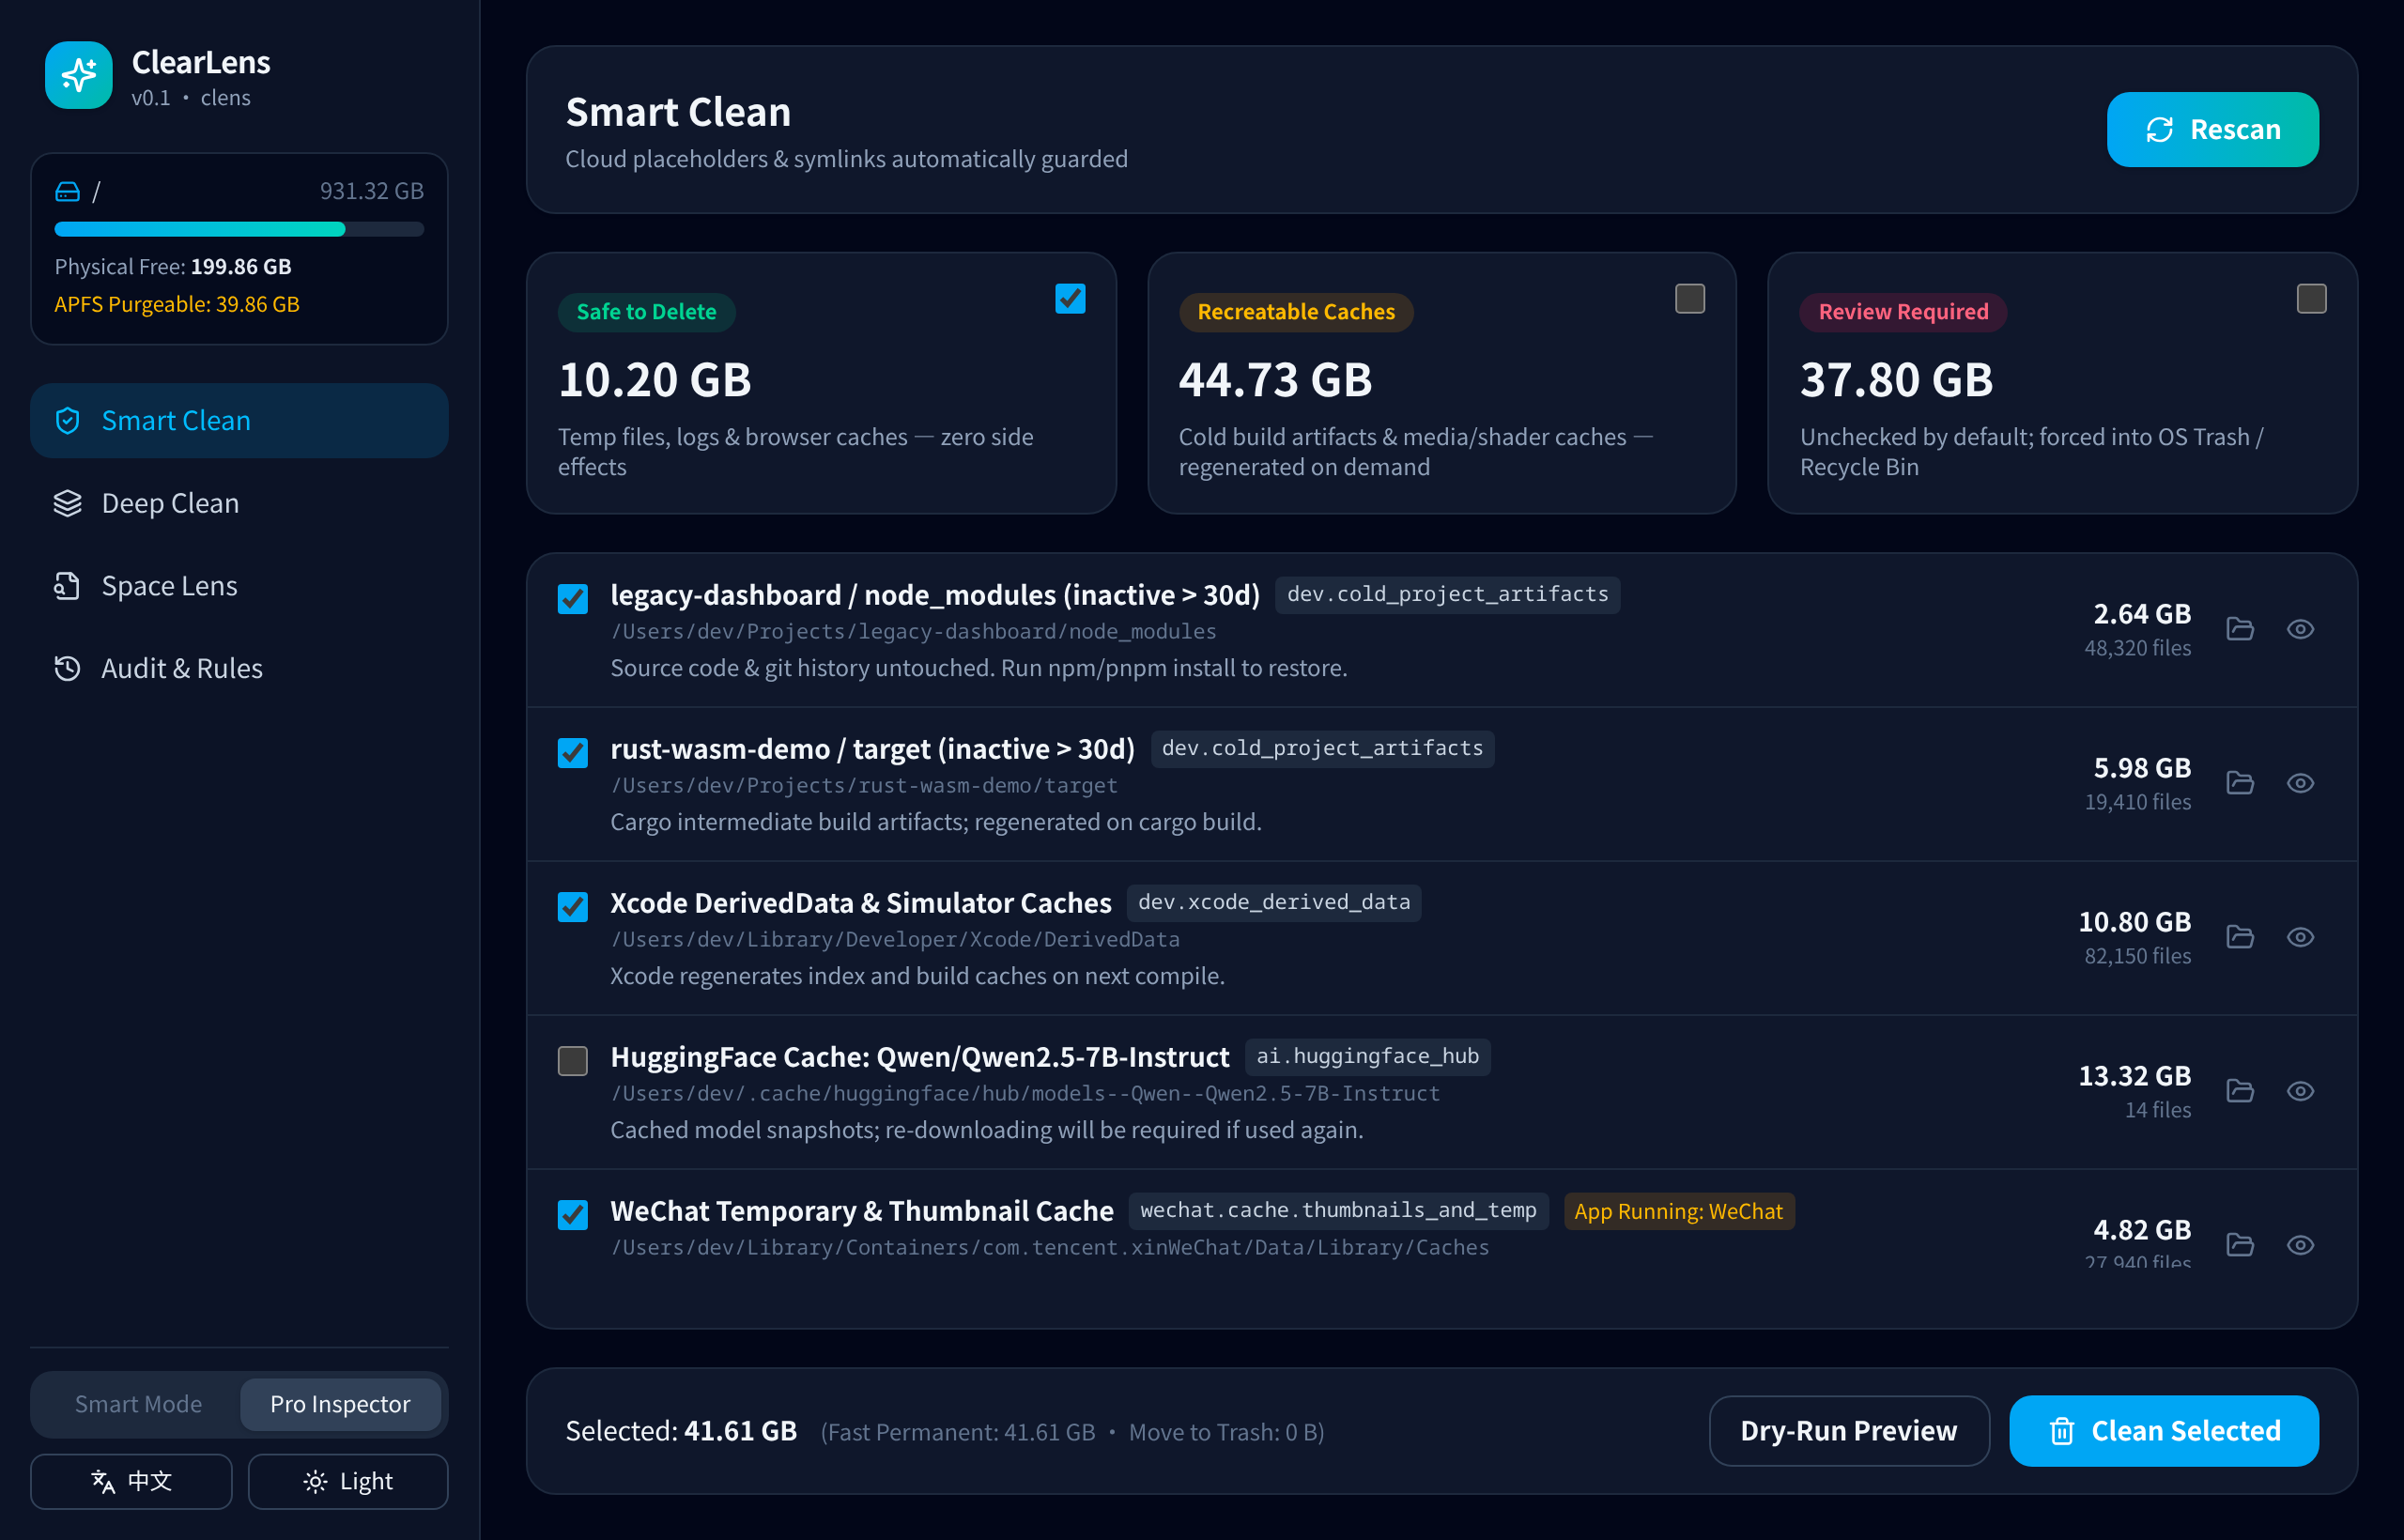 ClearLens
v0.1 • clens
/
931.32 GB
Physical Free: 199.86 GB
APFS Purgeable: 39.86 GB
Smart Clean
Deep Clean
Space Lens
Audit & Rules
Smart Mode
Pro Inspector
中文
Light
Smart Clean
Cloud placeholders & symlinks automatically guarded
Rescan
Safe to Delete
10.20 GB
Temp files, logs & browser caches — zero side
effects
Recreatable Caches
44.73 GB
Cold build artifacts & media/shader caches —
regenerated on demand
Review Required
37.80 GB
Unchecked by default; forced into OS Trash /
Recycle Bin
legacy-dashboard / node_modules (inactive > 30d) dev.cold_project_artifacts
/Users/dev/Projects/legacy-dashboard/node_modules
Source code & git history untouched. Run npm/pnpm install to restore.
2.64 GB
48,320 files
rust-wasm-demo / target (inactive > 30d) dev.cold_project_artifacts
/Users/dev/Projects/rust-wasm-demo/target
Cargo intermediate build artifacts; regenerated on cargo build.
5.98 GB
19,410 files
Xcode DerivedData & Simulator Caches dev.xcode_derived_data
/Users/dev/Library/Developer/Xcode/DerivedData
Xcode regenerates index and build caches on next compile.
10.80 GB
82,150 files
HuggingFace Cache: Qwen/Qwen2.5-7B-Instruct ai.huggingface_hub
/Users/dev/.cache/huggingface/hub/models--Qwen--Qwen2.5-7B-Instruct
Cached model snapshots; re-downloading will be required if used again.
13.32 GB
14 files
WeChat Temporary & Thumbnail Cache wechat.cache.thumbnails_and_temp App Running: WeChat
/Users/dev/Library/Containers/com.tencent.xinWeChat/Data/Library/Caches
4.82 GB
27,940 files
Selected: 41.61 GB (Fast Permanent: 41.61 GB • Move to Trash: 0 B)
Dry-Run Preview
Clean Selected